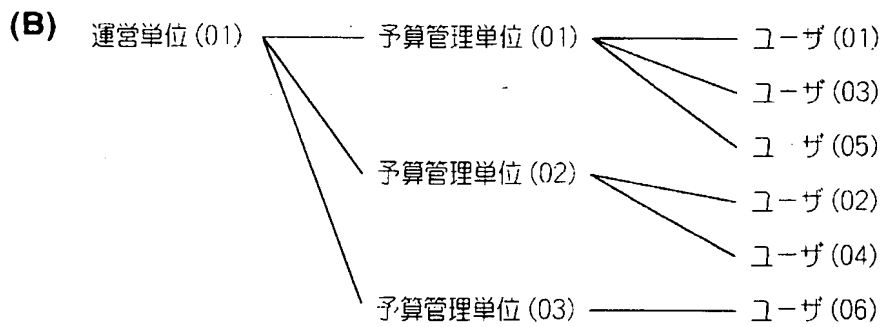 (B) 運営単位(01) 予算管理単位(01) ユーザ(01)
ユーザ(03)
ユ ザ(05)
予算管理単位(02)
ユーザ(02)
ユーザ(04)
予算管理単位(03) ユーザ(06)